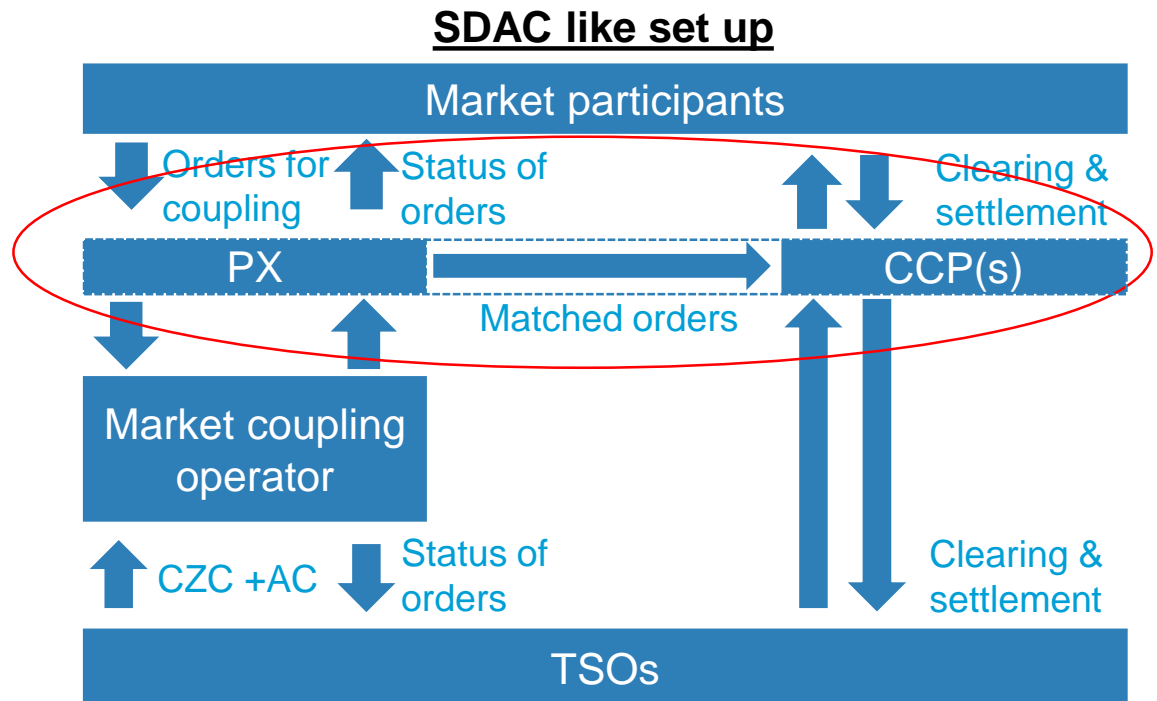 SDAC like set up
Market participants
Orders for
coupling
Status of
orders
Clearing &
settlement
PX
CCP(s)
Matched orders
Market coupling
operator
CZC +AC
Status of
orders
Clearing &
settlement
TSOs